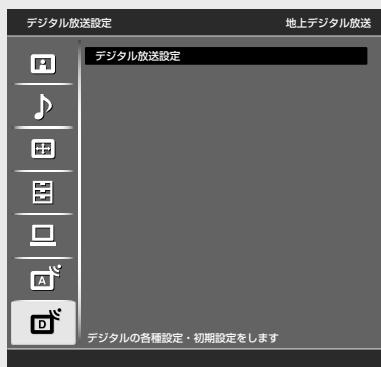 デジタル放送設定 地上デジタル放送
デジタル放送設定
A
D
デジタルの各種設定・初期設定をします